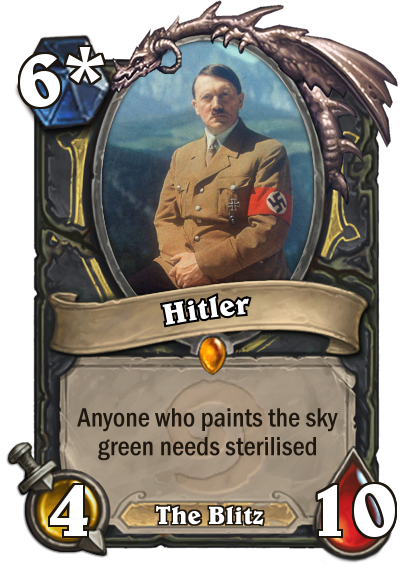 6*
Hitler
Anyone who paints the sky
green needs sterilised
4
The Blitz
10